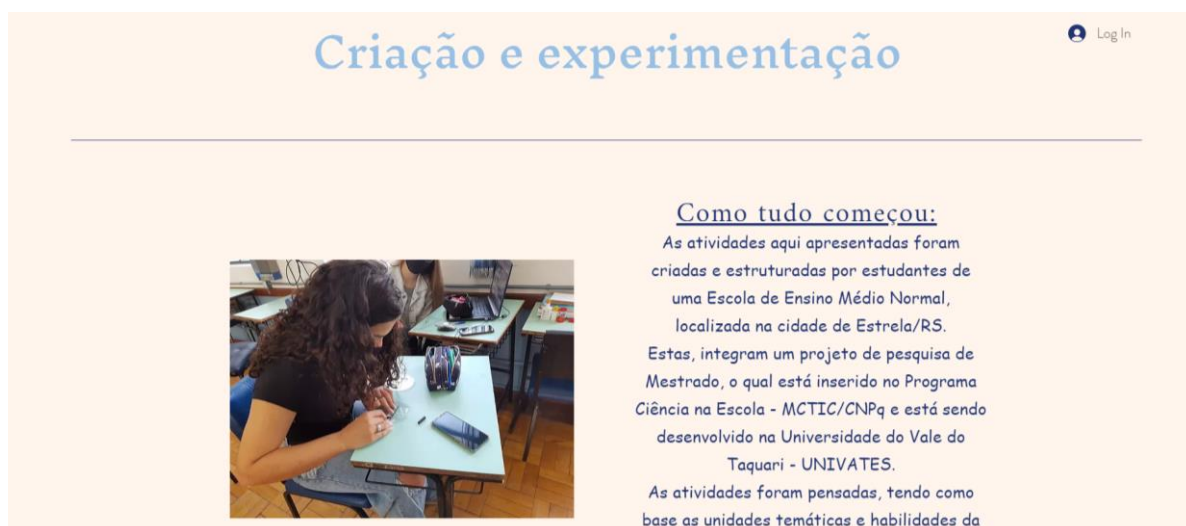 Criação e experimentação
Log In
Como tudo começou:
As atividades aqui apresentadas foram
criadas e estruturadas por estudantes de
uma Escola de Ensino Médio Normal,
localizada na cidade de Estrela/RS.
Estas, integram um projeto de pesquisa de
Mestrado, o qual está inserido no Programa
Ciência na Escola - MCTIC/CNPq e está sendo
desenvolvido na Universidade do Vale do
Taquari - UNIVATES.
As atividades foram pensadas, tendo como
base as unidades temáticas e habilidades da